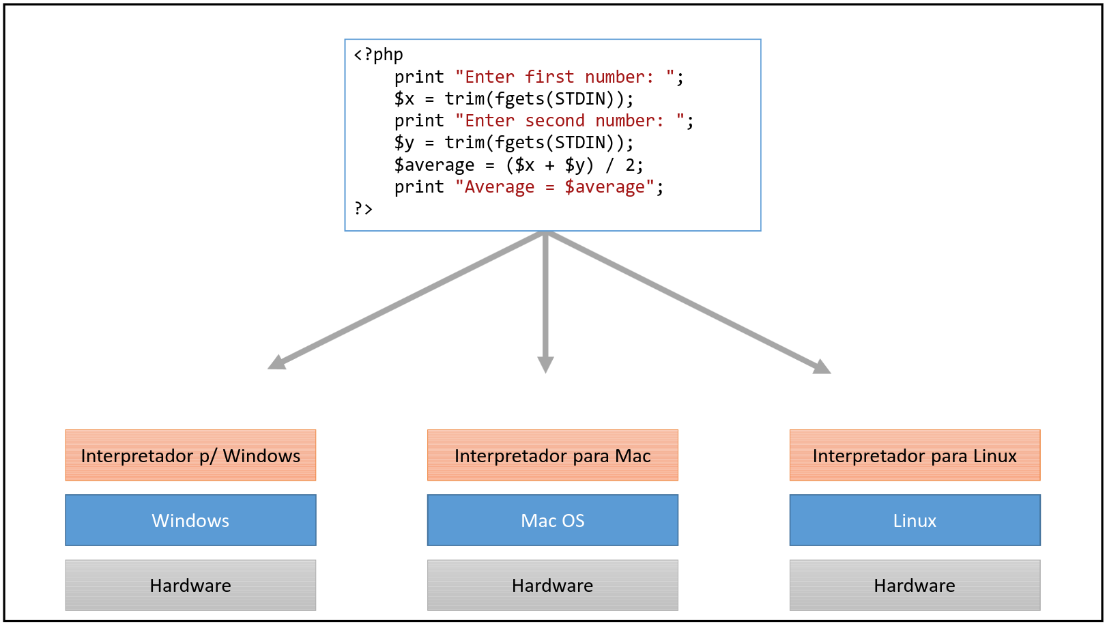 <?php
print "Enter first number: ";
$x = trim(fgets(STDIN));
print "Enter second number: ";
$y = trim(fgets(STDIN));
$average = ($x + $y) / 2;
print "Average = $average";
?>
Interpretador p/ Windows
Interpretador para Mac
Interpretador para Linux
Windows
Mac OS
Linux
Hardware
Hardware
Hardware